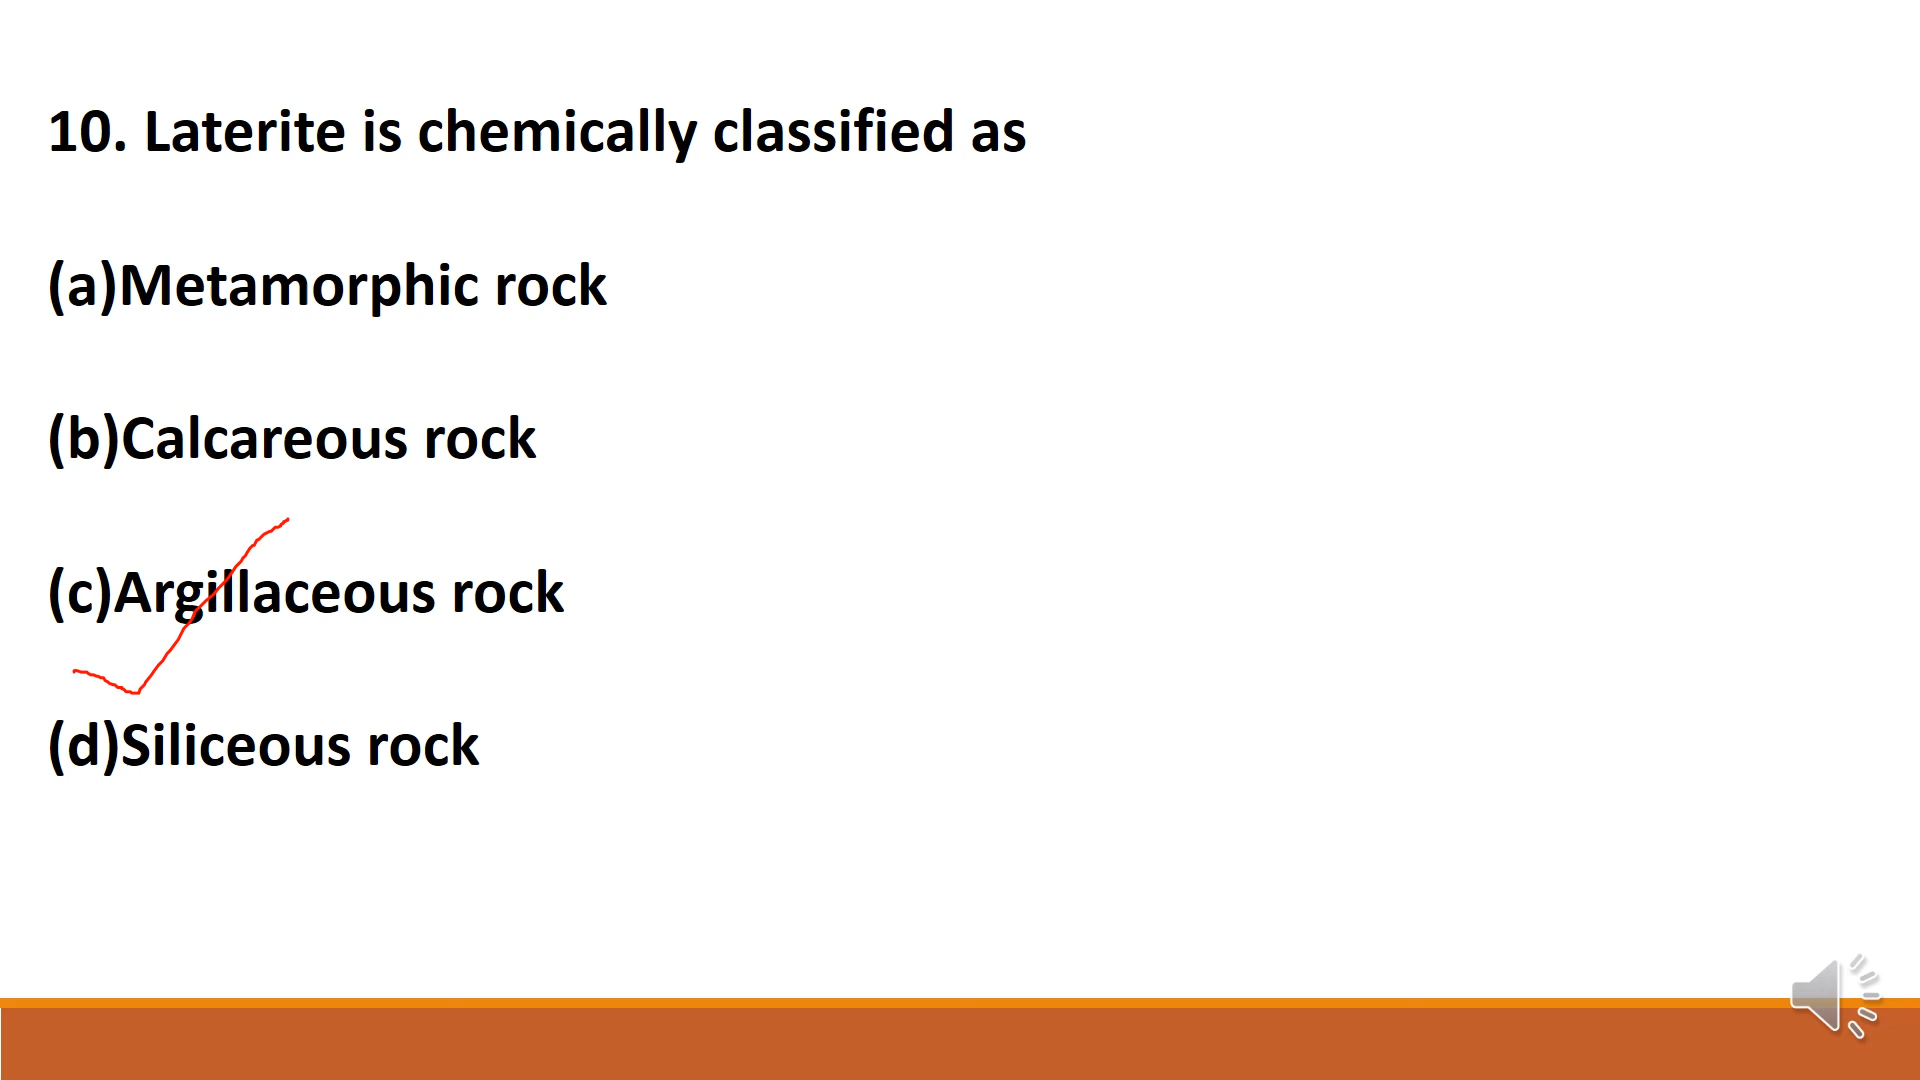 10. Laterite is chemically classified as
(a)Metamorphic rock
(b)Calcareous rock
(c)Argillaceous rock
(d)Siliceous rock